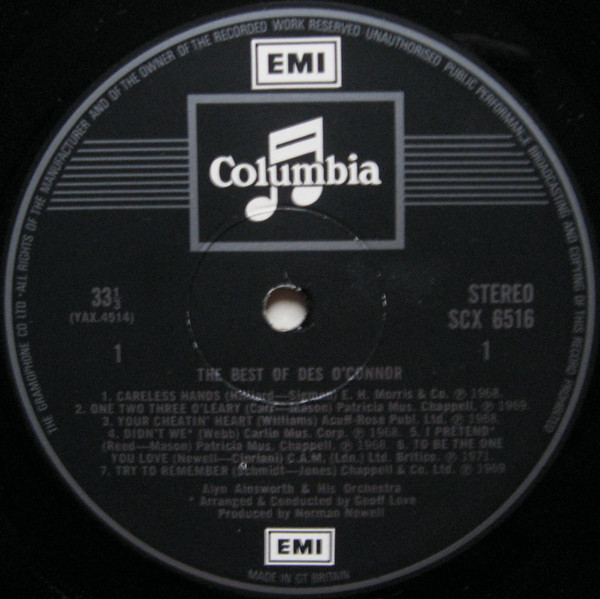 THE GRAMOPHONE CO LTD · ALL RIGHTS OF THE MANUFACTURER AND OF THE OWNER OF THE RECORDED WORK RESERVED UNAUTHORISED PUBLIC PERFORMANCE BROADCASTING AND COPYING OF THIS RECORD PROHIBITED
EMI
Columbia
33⅓
(YAX.4514)
1
STEREO
SCX 6516
1
THE BEST OF DES O'CONNOR
1. CARELESS HANDS (Hilliard—Sigman) E. H. Morris & Co. ℗ 1968.
2. ONE TWO THREE O'LEARY (Carr—Mason) Patricia Mus. Chappell. ℗ 1969.
3. YOUR CHEATIN' HEART (Williams) Acuff-Rose Publ. Ltd. ℗ 1968.
4. DIDN'T WE* (Webb) Carlin Mus. Corp. ℗ 5. I PRETEND*
(Reed—Mason) Patricia Mus. Chappell. ℗ 1968. 6. TO BE THE ONE
YOU LOVE (Newell—Cipriani) C.A.M. (Ldn.) Ltd. Britico. ℗ 1971.
7. TRY TO REMEMBER (Schmidt—Jones) Chappell & Co. Ltd. ℗ 1969
Alyn Ainsworth & His Orchestra
* Arranged & Conducted by Geoff Love
Produced by Norman Newell
EMI
MADE IN GT BRITAIN